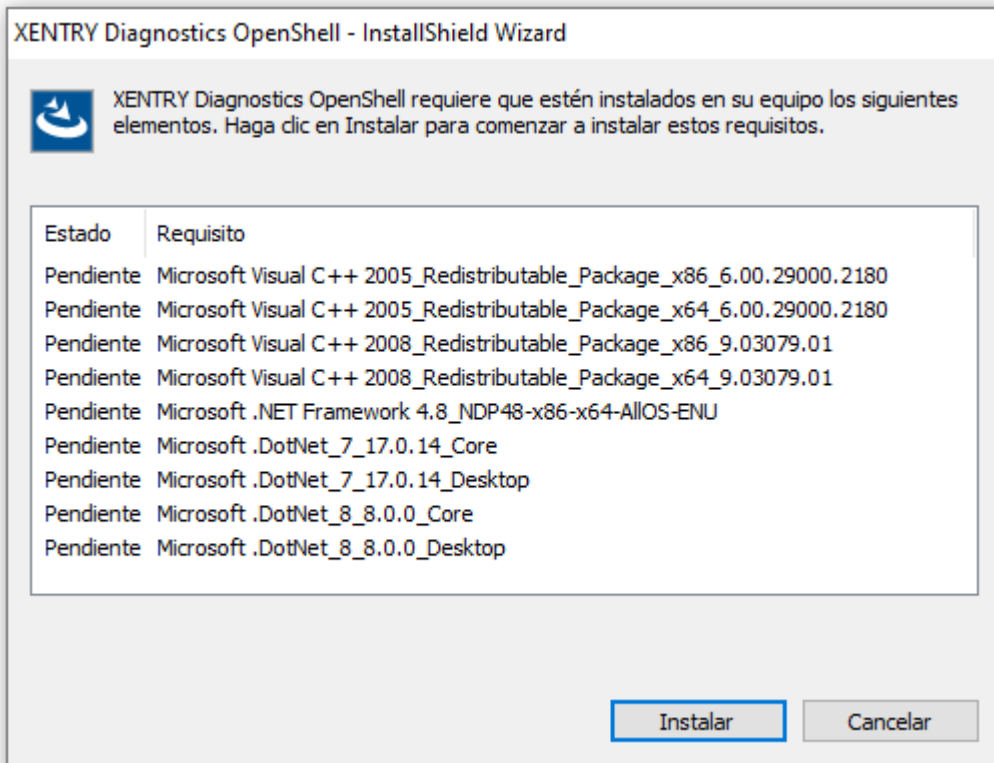 XENTRY Diagnostics OpenShell - InstallShield Wizard
XENTRY Diagnostics OpenShell requiere que estén instalados en su equipo los siguientes
elementos. Haga clic en Instalar para comenzar a instalar estos requisitos.
Estado Requisito
Pendiente Microsoft Visual C++ 2005_Redistributable_Package_x86_6.00.29000.2180
Pendiente Microsoft Visual C++ 2005_Redistributable_Package_x64_6.00.29000.2180
Pendiente Microsoft Visual C++ 2008_Redistributable_Package_x86_9.03079.01
Pendiente Microsoft Visual C++ 2008_Redistributable_Package_x64_9.03079.01
Pendiente Microsoft .NET Framework 4.8_NDP48-x86-x64-AllOS-ENU
Pendiente Microsoft .DotNet_7_17.0.14_Core
Pendiente Microsoft .DotNet_7_17.0.14_Desktop
Pendiente Microsoft .DotNet_8_8.0.0_Core
Pendiente Microsoft .DotNet_8_8.0.0_Desktop
Instalar Cancelar